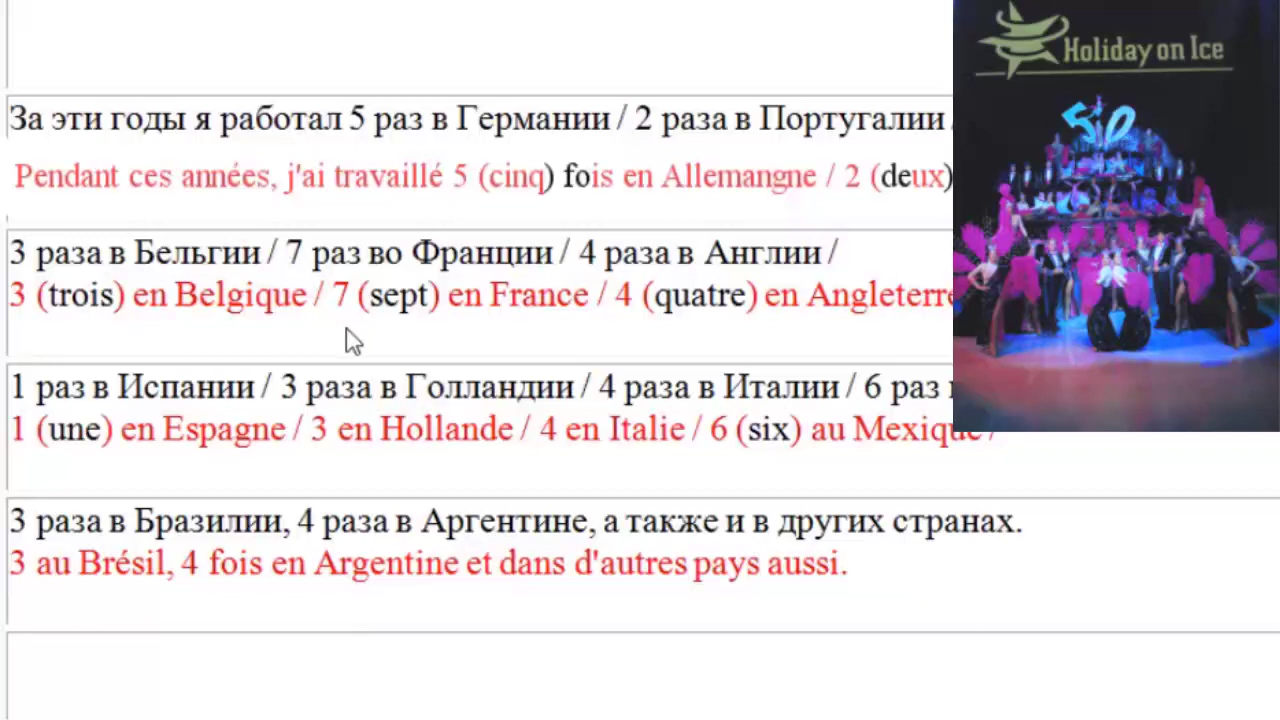 Holiday on Ice
50
За эти годы я работал 5 раз в Германии / 2 раза в Португалии
Pendant ces années, j'ai travaillé 5 (cinq) fois en Allemangne / 2 (deux)
3 раза в Бельгии / 7 раз во Франции / 4 раза в Англии /
3 (trois) en Belgique / 7 (sept) en France / 4 (quatre) en Angleterre
1 раз в Испании / 3 раза в Голландии / 4 раза в Италии / 6 раз
1 (une) en Espagne / 3 en Hollande / 4 en Italie / 6 (six) au Mexique /
3 раза в Бразилии, 4 раза в Аргентине, а также и в других странах.
3 au Brésil, 4 fois en Argentine et dans d'autres pays aussi.